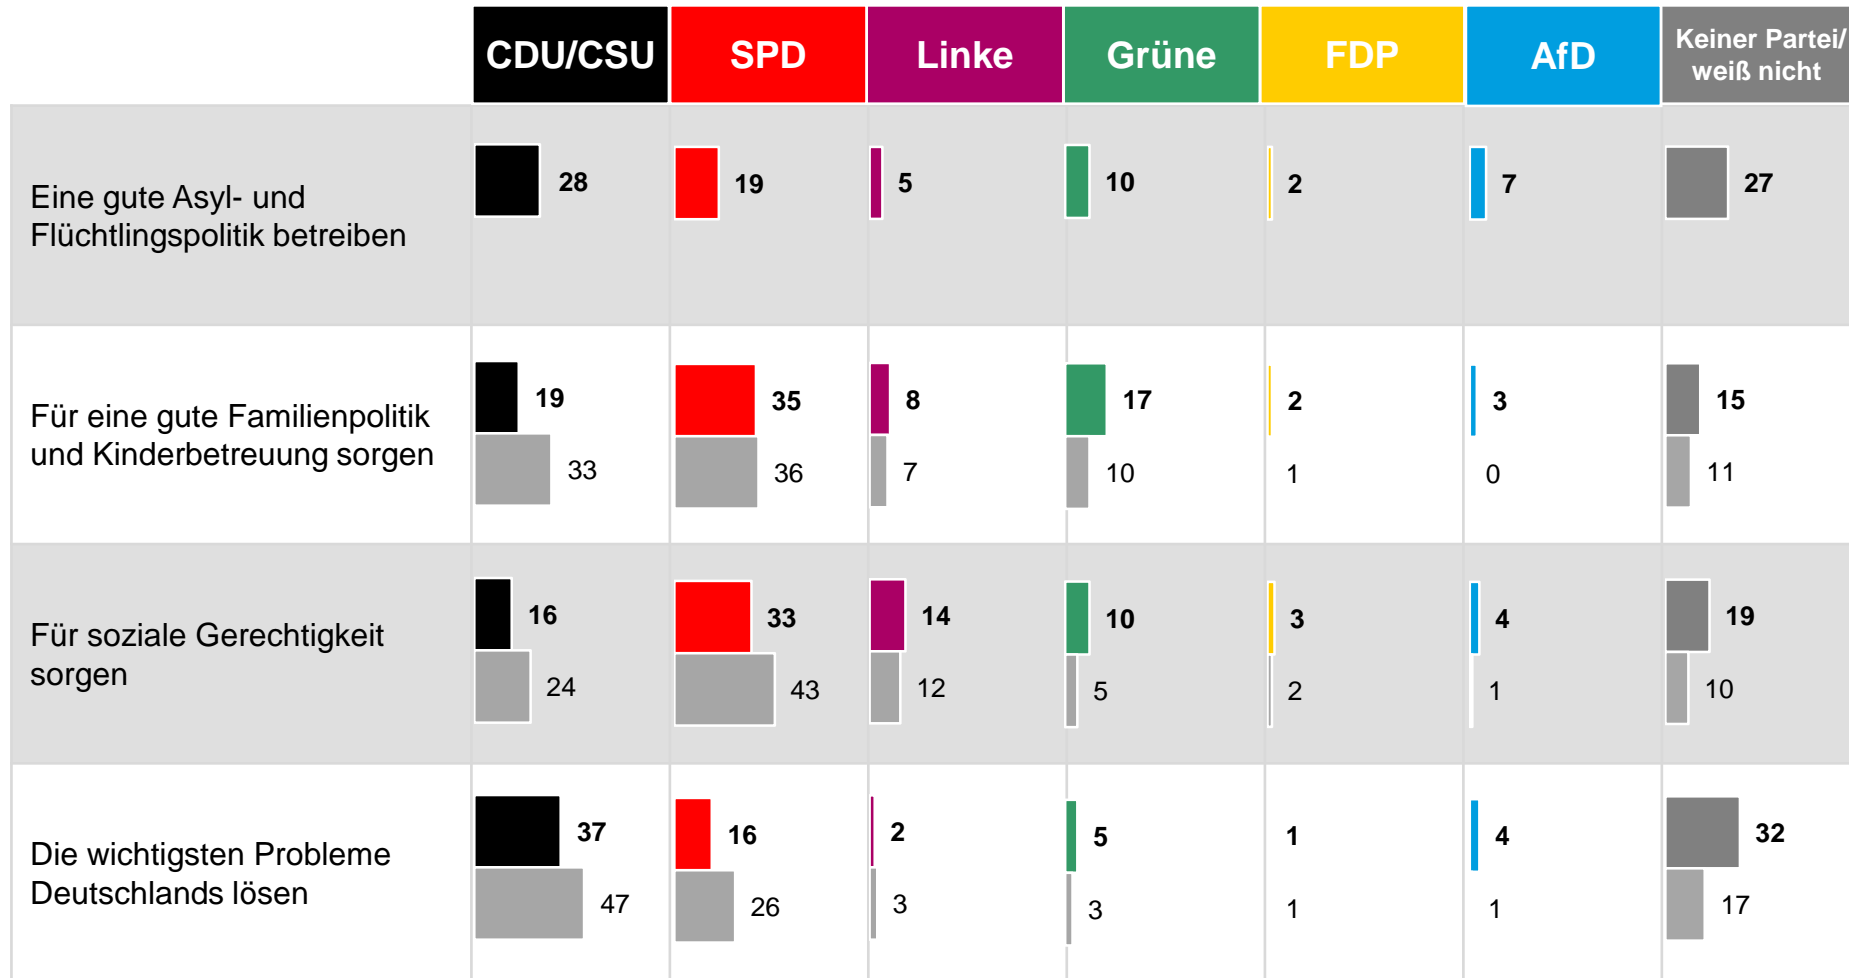 CDU/CSU SPD Linke Grüne FDP AfD Keiner Partei/
weiß nicht
Eine gute Asyl- und
Flüchtlingspolitik betreiben
28 19 5 10 2 7 27
Für eine gute Familienpolitik
und Kinderbetreuung sorgen
19 35 8 17 2 3 15
33 36 7 10 1 0 11
Für soziale Gerechtigkeit
sorgen
16 33 14 10 3 4 19
24 43 12 5 2 1 10
Die wichtigsten Probleme
Deutschlands lösen
37 16 2 5 1 4 32
47 26 3 3 1 1 17